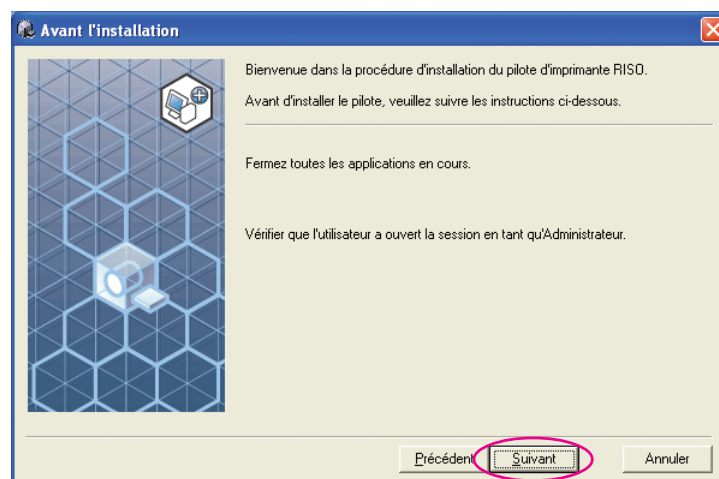 Avant l'installation
Bienvenue dans la procédure d'installation du pilote d'imprimante RISO.
Avant d'installer le pilote, veuillez suivre les instructions ci-dessous.
Fermez toutes les applications en cours.
Vérifier que l'utilisateur a ouvert la session en tant qu'Administrateur.
Précédent Suivant Annuler